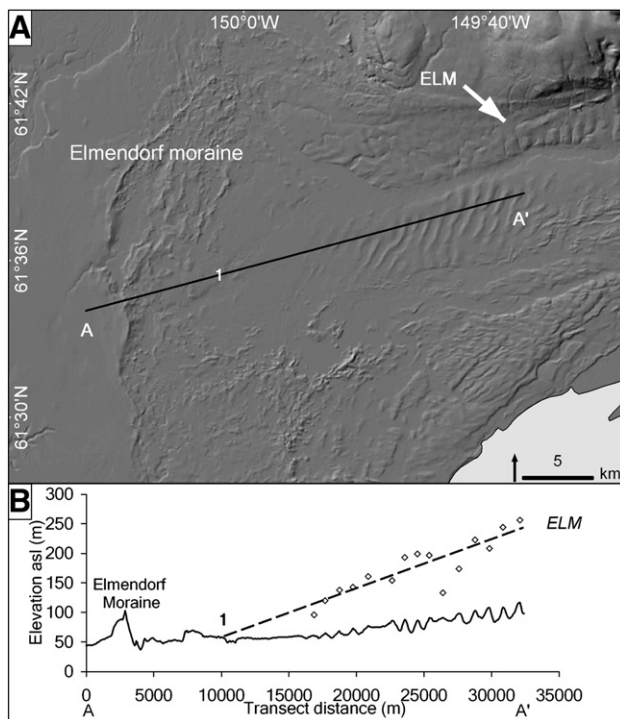 A
150°0'W 149°40'W
61°42'N
ELM
Elmendorf moraine
61°36'N
1
A'
A
61°30'N
5
km
B
300
250
200
150
100
50
0
Elevation asl (m)
ELM
Elmendorf
Moraine
1
0 5000 10000 15000 20000 25000 30000 35000
A Transect distance (m) A'